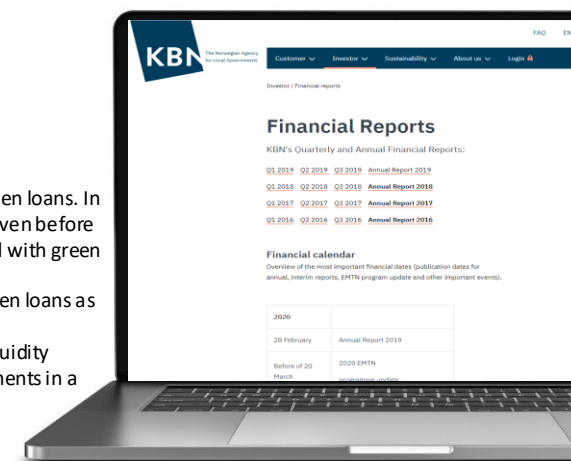 FAQ EN
KBN The Norwegian Agency
for Local Governments
Customer Investor Sustainability About us Login
Investor / Financial reports
Financial Reports
KBN's Quarterly and Annual Financial Reports:
Q1 2019 Q2 2019 Q3 2019 Annual Report 2019
Q1 2018 Q2 2018 Q3 2018 Annual Report 2018
Q1 2017 Q2 2017 Q3 2017 Annual Report 2017
Q1 2016 Q2 2016 Q3 2016 Annual Report 2016
Financial calendar
Overview of the most important financial dates (publication dates for
annual, interim reports, EMTN program update and other important events).
2020
28 February Annual Report 2019
Before of 20 2020 EMTN
March programme update
en loans. In
ven before
l with green
en loans as
uidity
nents in a